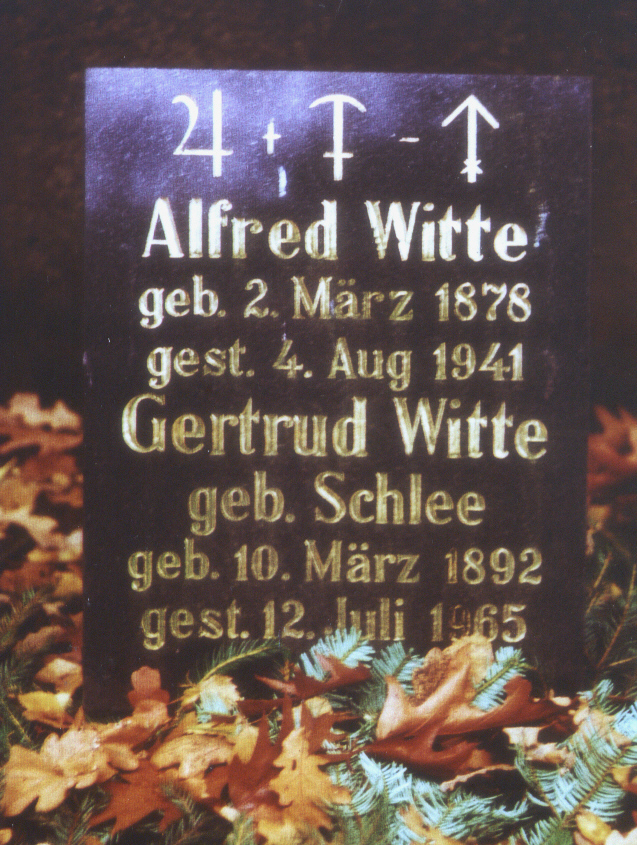 ♃ + ⯡ - ⯠
Alfred Witte
geb. 2. März 1878
gest. 4. Aug 1941
Gertrud Witte
geb. Schlee
geb. 10. März 1892
gest. 12. Juli 1965